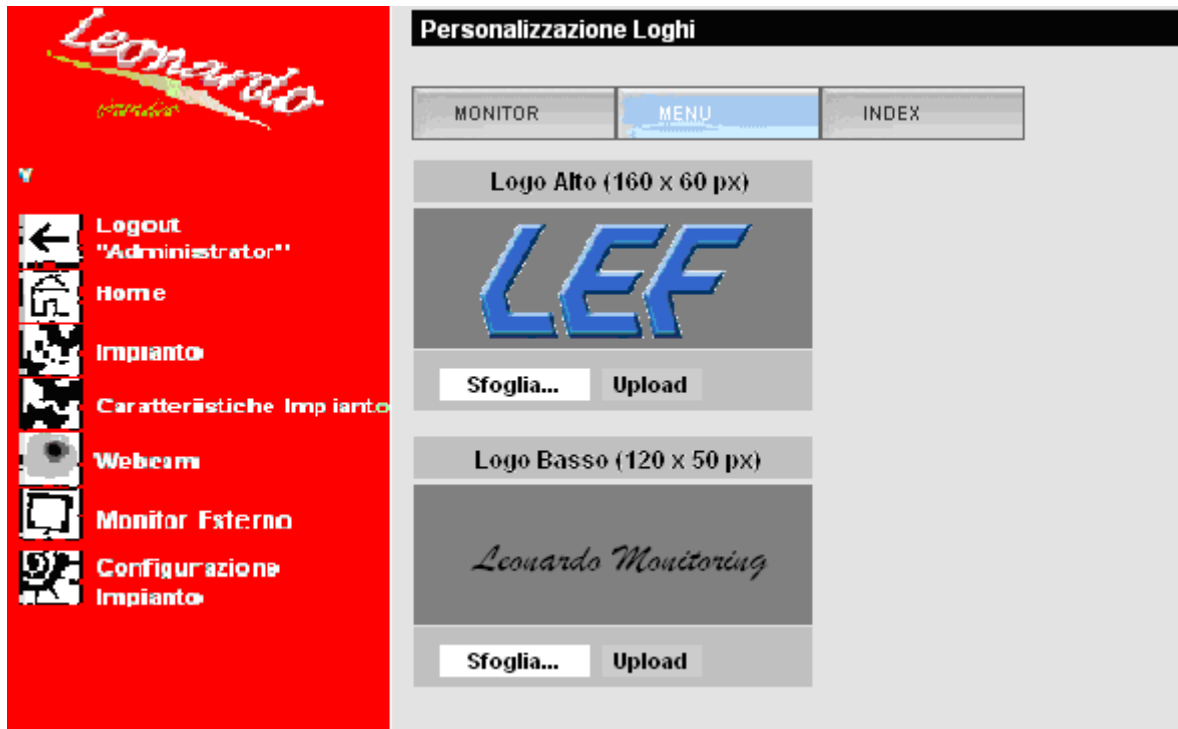 Leonardo
Personalizzazione Loghi
MONITOR
MENU
INDEX
Logout
"Administrator"
Home
Impianto
Caratteriistiche Impianto
Webcam
Monitor Esterno
Configurazione
Impianto
Logo Alto (160 x 60 px)
LEF
Sfoglia...
Upload
Logo Basso (120 x 50 px)
Leonardo Monitoring
Sfoglia...
Upload